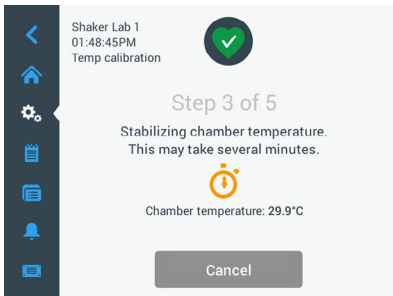 Shaker Lab 1
01:48:45PM
Temp calibration
Step 3 of 5
Stabilizing chamber temperature.
This may take several minutes.
Chamber temperature: 29.9°C
Cancel